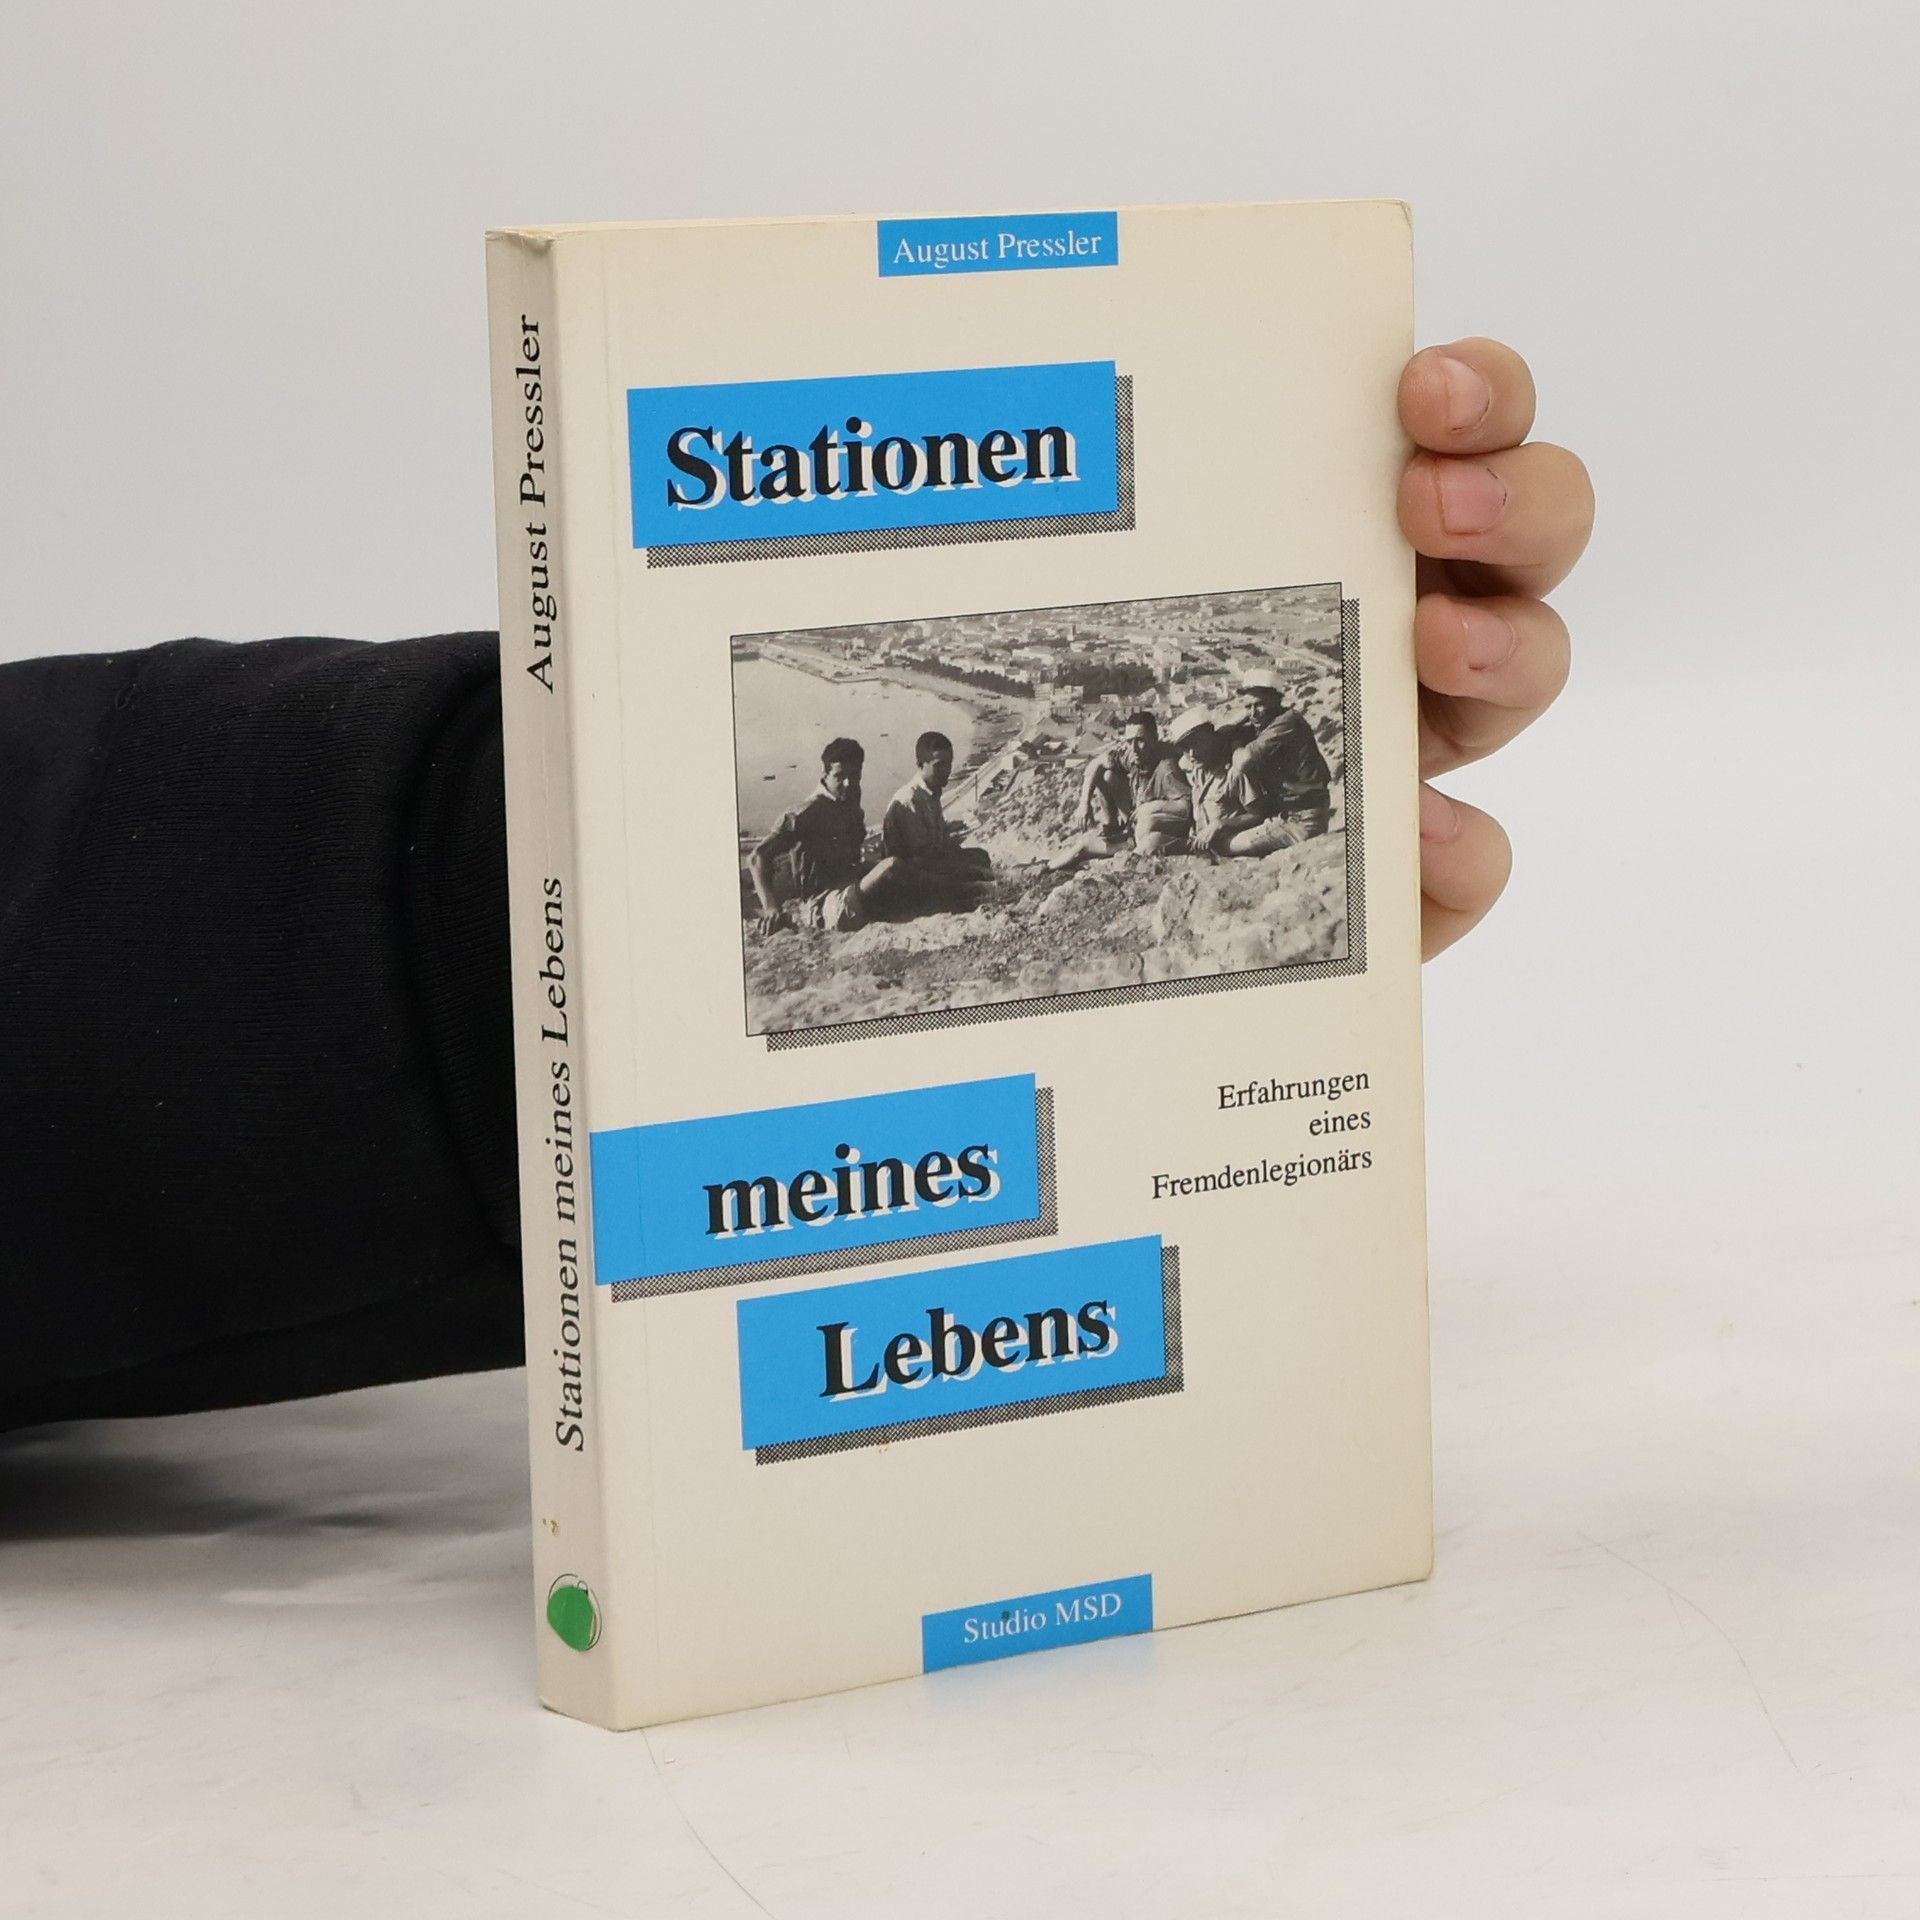 August Pressler
Stationen
Erfahrungen
eines
Fremdenlegionärs
meines
Lebens
Studio MSD
Stationen meines Lebens August Pressler